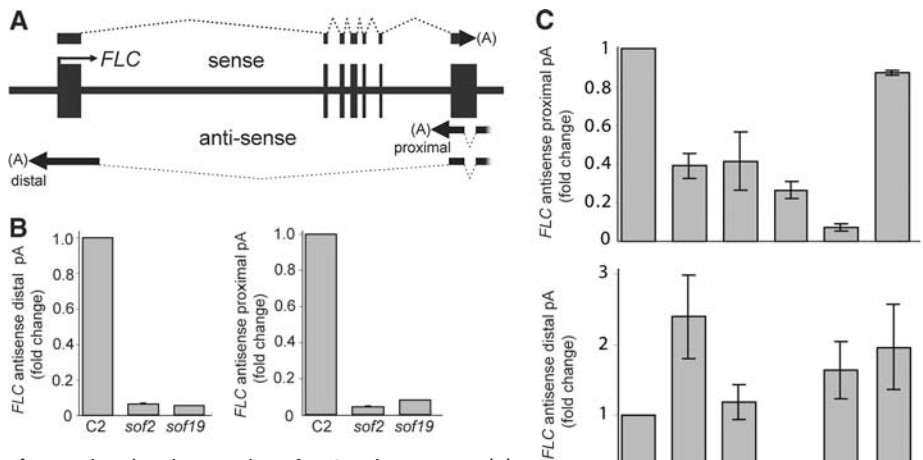 A
(A)
FLC
sense
anti-sense
(A)
proximal
(A)
distal
B
FLC antisense distal pA
(fold change)
1.0
0.8
0.6
0.4
0.2
0
C2
sof2
sof19
FLC antisense proximal pA
(fold change)
1.0
0.8
0.6
0.4
0.2
0
C2
sof2
sof19
C
FLC antisense proximal pA
(fold change)
1
0.8
0.6
0.4
0.2
0
FLC antisense distal pA
(fold change)
3
2
1